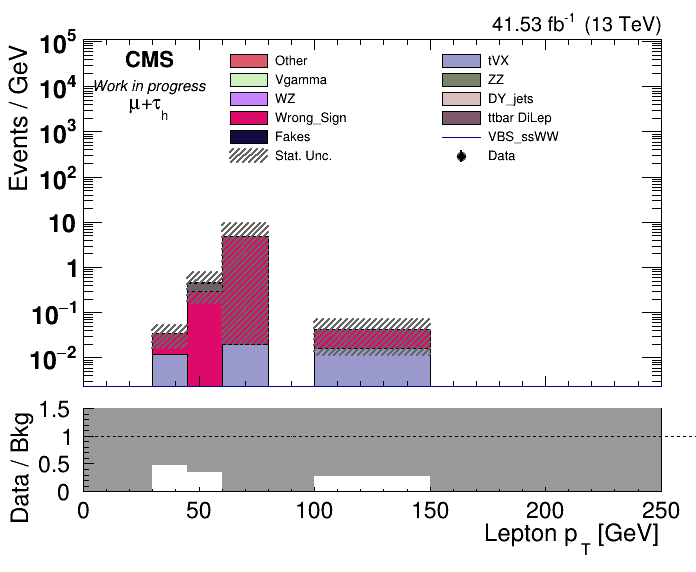 41.53 fb⁻¹ (13 TeV)
CMS
Work in progress
μ+τh
Other
Vgamma
WZ
Wrong_Sign
Fakes
Stat. Unc.
tVX
ZZ
DY_jets
ttbar DiLep
VBS_ssWW
Data
Events / GeV
10⁵
10⁴
10³
10²
10
1
10⁻¹
10⁻²
Data / Bkg
1.5
1
0.5
0
0 50 100 150 200 250
Lepton p_T [GeV]